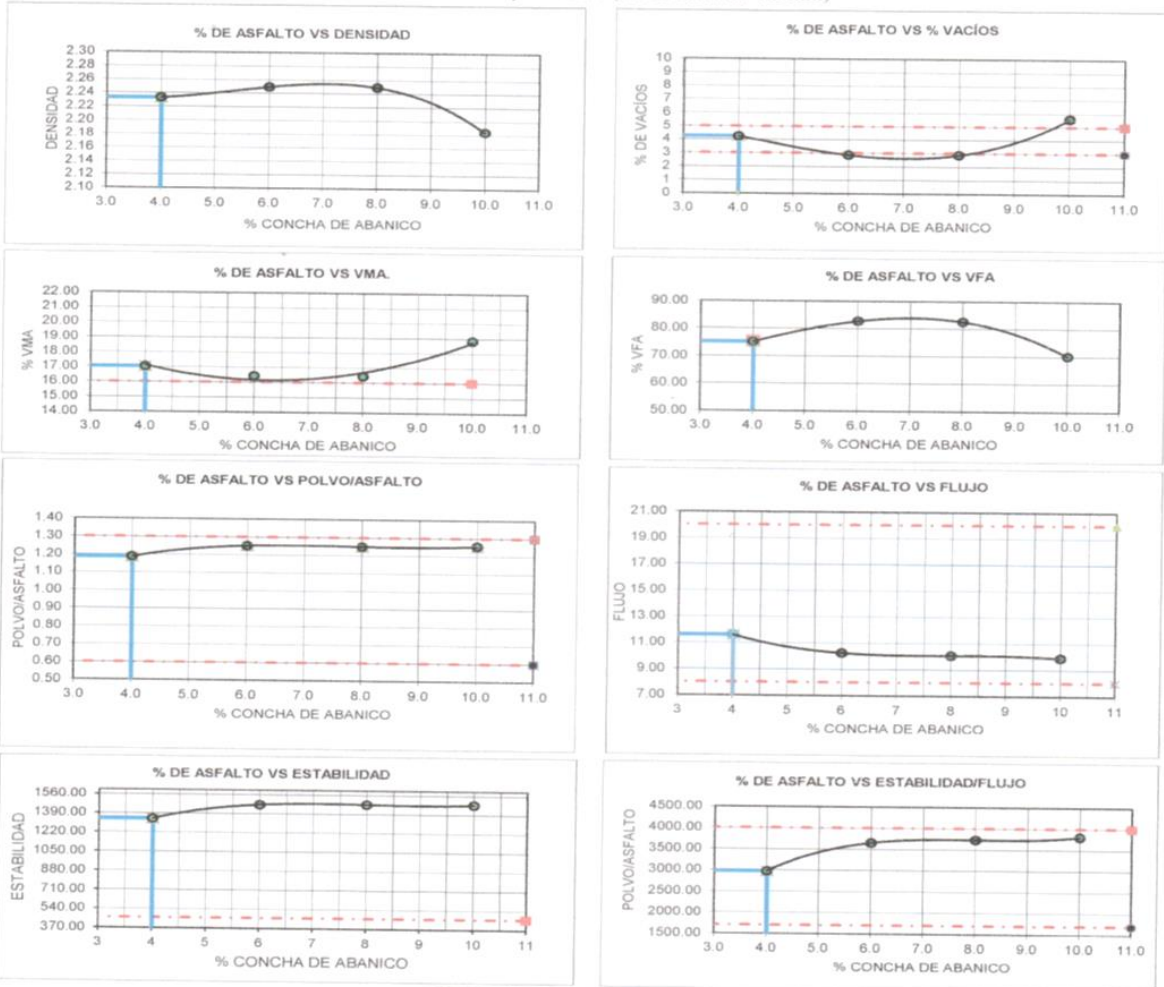 % DE ASFALTO VS DENSIDAD
2.30
2.28
2.26
2.24
2.22
2.20
2.18
2.16
2.14
2.12
2.10
DENSIDAD
3.0 4.0 5.0 6.0 7.0 8.0 9.0 10.0 11.0
% CONCHA DE ABANICO
% DE ASFALTO VS % VACÍOS
10
9
8
7
6
5
4
3
2
1
0
% DE VACÍOS
3.0 4.0 5.0 6.0 7.0 8.0 9.0 10.0 11.0
% CONCHA DE ABANICO
% DE ASFALTO VS VMA.
22.00
21.00
20.00
19.00
18.00
17.00
16.00
15.00
14.00
% VMA
3.0 4.0 5.0 6.0 7.0 8.0 9.0 10.0 11.0
% CONCHA DE ABANICO
% DE ASFALTO VS VFA
90.00
80.00
70.00
60.00
50.00
% VFA
3.0 4.0 5.0 6.0 7.0 8.0 9.0 10.0 11.0
% CONCHA DE ABANICO
% DE ASFALTO VS POLVO/ASFALTO
1.40
1.30
1.20
1.10
1.00
0.90
0.80
0.70
0.60
0.50
POLVO/ASFALTO
3.0 4.0 5.0 6.0 7.0 8.0 9.0 10.0 11.0
% CONCHA DE ABANICO
% DE ASFALTO VS FLUJO
21.00
19.00
17.00
15.00
13.00
11.00
9.00
7.00
FLUJO
3 4 5 6 7 8 9 10 11
% CONCHA DE ABANICO
% DE ASFALTO VS ESTABILIDAD
1560.00
1390.00
1220.00
1050.00
880.00
710.00
540.00
370.00
ESTABILIDAD
3 4 5 6 7 8 9 10 11
% CONCHA DE ABANICO
% DE ASFALTO VS ESTABILIDAD/FLUJO
4500.00
4000.00
3500.00
3000.00
2500.00
2000.00
1500.00
POLVO/ASFALTO
3.0 4.0 5.0 6.0 7.0 8.0 9.0 10.0 11.0
% CONCHA DE ABANICO